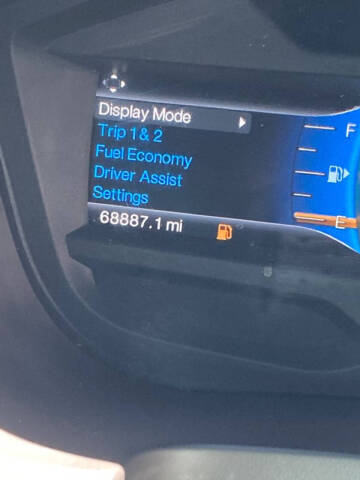 Display Mode
Trip 1 & 2
Fuel Economy
Driver Assist
Settings
68887.1 mi
F
E